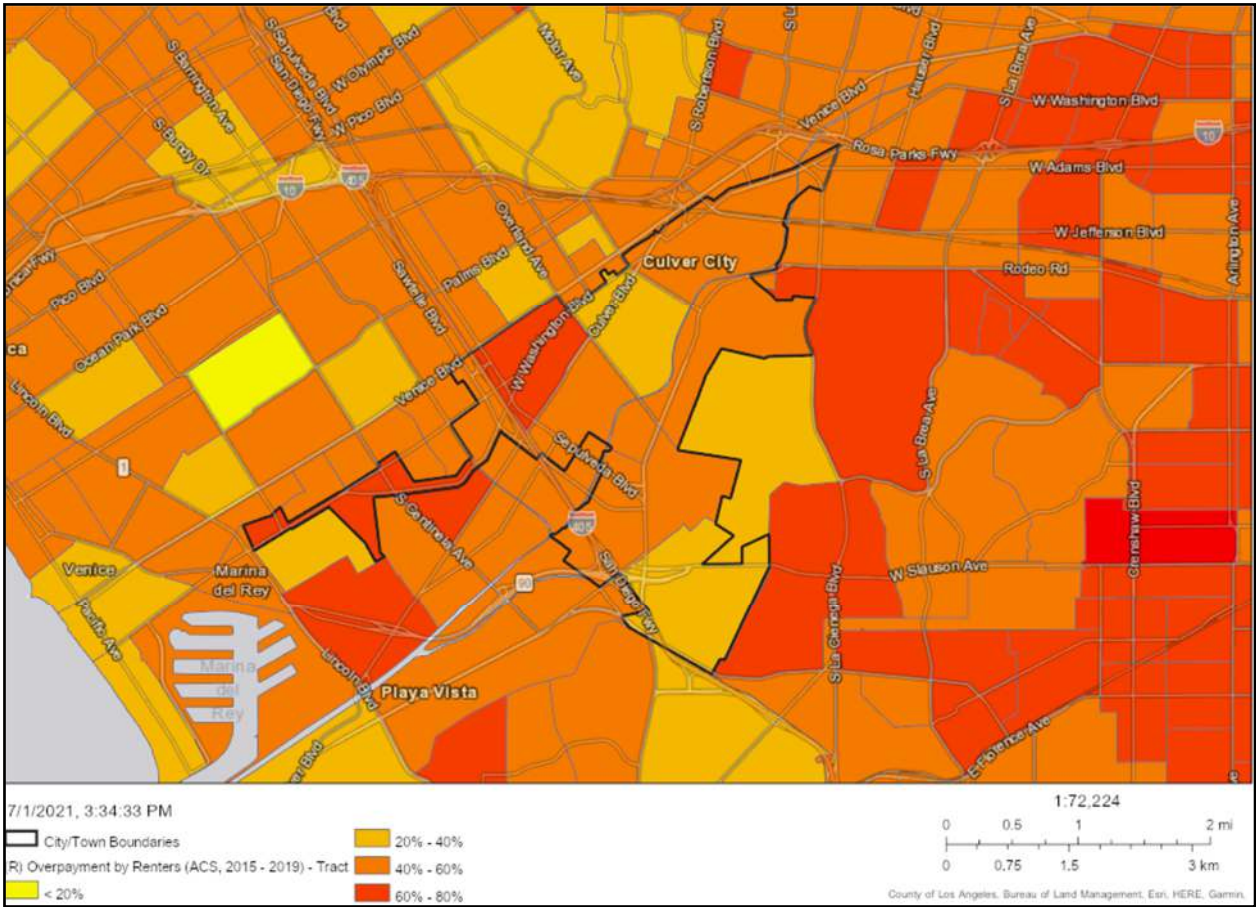 S Barrington Ave
S Sepulveda Blvd
San Diego Fwy
Blvd
W Olympic Blvd
W Pico Blvd
S Bundy Dr
Motor Ave
S Robertson Blvd
Venice Blvd
Hauser Blvd
S La Brea Ave
W Washington Blvd
10
Rosa Parks Fwy
W Adams Blvd
10
405
Overland Ave
W Jefferson Blvd
Arlington Ave
Culver City
Rodeo Rd
Palms Blvd
Sawtelle Blvd
Pico Blvd
Ocean Park Blvd
Culver Blvd
W Washington Blvd
ca
Lincoln Blvd
Venice Blvd
1
Sepulveda Blvd
S La Brea Ave
S Centinela Ave
405
Crenshaw Blvd
San Diego Fwy
W Slauson Ave
Venice
Marina
del Rey
90
Pacific Ave
S La Cienega Blvd
Marina
del
Rey
Lincoln Blvd
Playa Vista
E Florence Ave
7/1/2021, 3:34:33 PM
City/Town Boundaries
(R) Overpayment by Renters (ACS, 2015 - 2019) - Tract
< 20%
20% - 40%
40% - 60%
60% - 80%
1:72,224
0 0.5 1 2 mi
0 0.75 1.5 3 km
County of Los Angeles, Bureau of Land Management, Esri, HERE, Garmin,